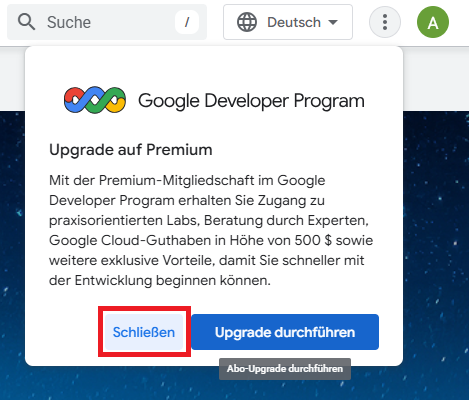 Suche / Deutsch A
Google Developer Program
Upgrade auf Premium
Mit der Premium-Mitgliedschaft im Google
Developer Program erhalten Sie Zugang zu
praxisorientierten Labs, Beratung durch Experten,
Google Cloud-Guthaben in Höhe von 500 $ sowie
weitere exklusive Vorteile, damit Sie schneller mit
der Entwicklung beginnen können.
Schließen Upgrade durchführen
Abo-Upgrade durchführen